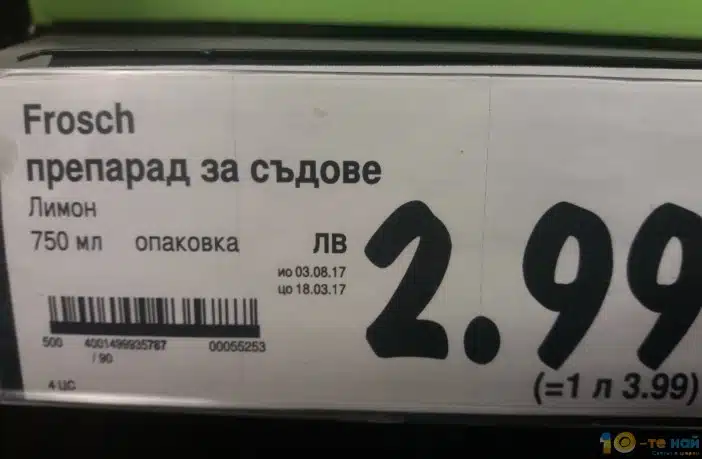 Frosch
препарад за съдове
Лимон
750 мл опаковка ЛВ 2.99
ио 03.08.17
цо 18.03.17
500 4001499935787 00055253
/ 90
(=1 л 3.99)
4 ЦС
10-те най